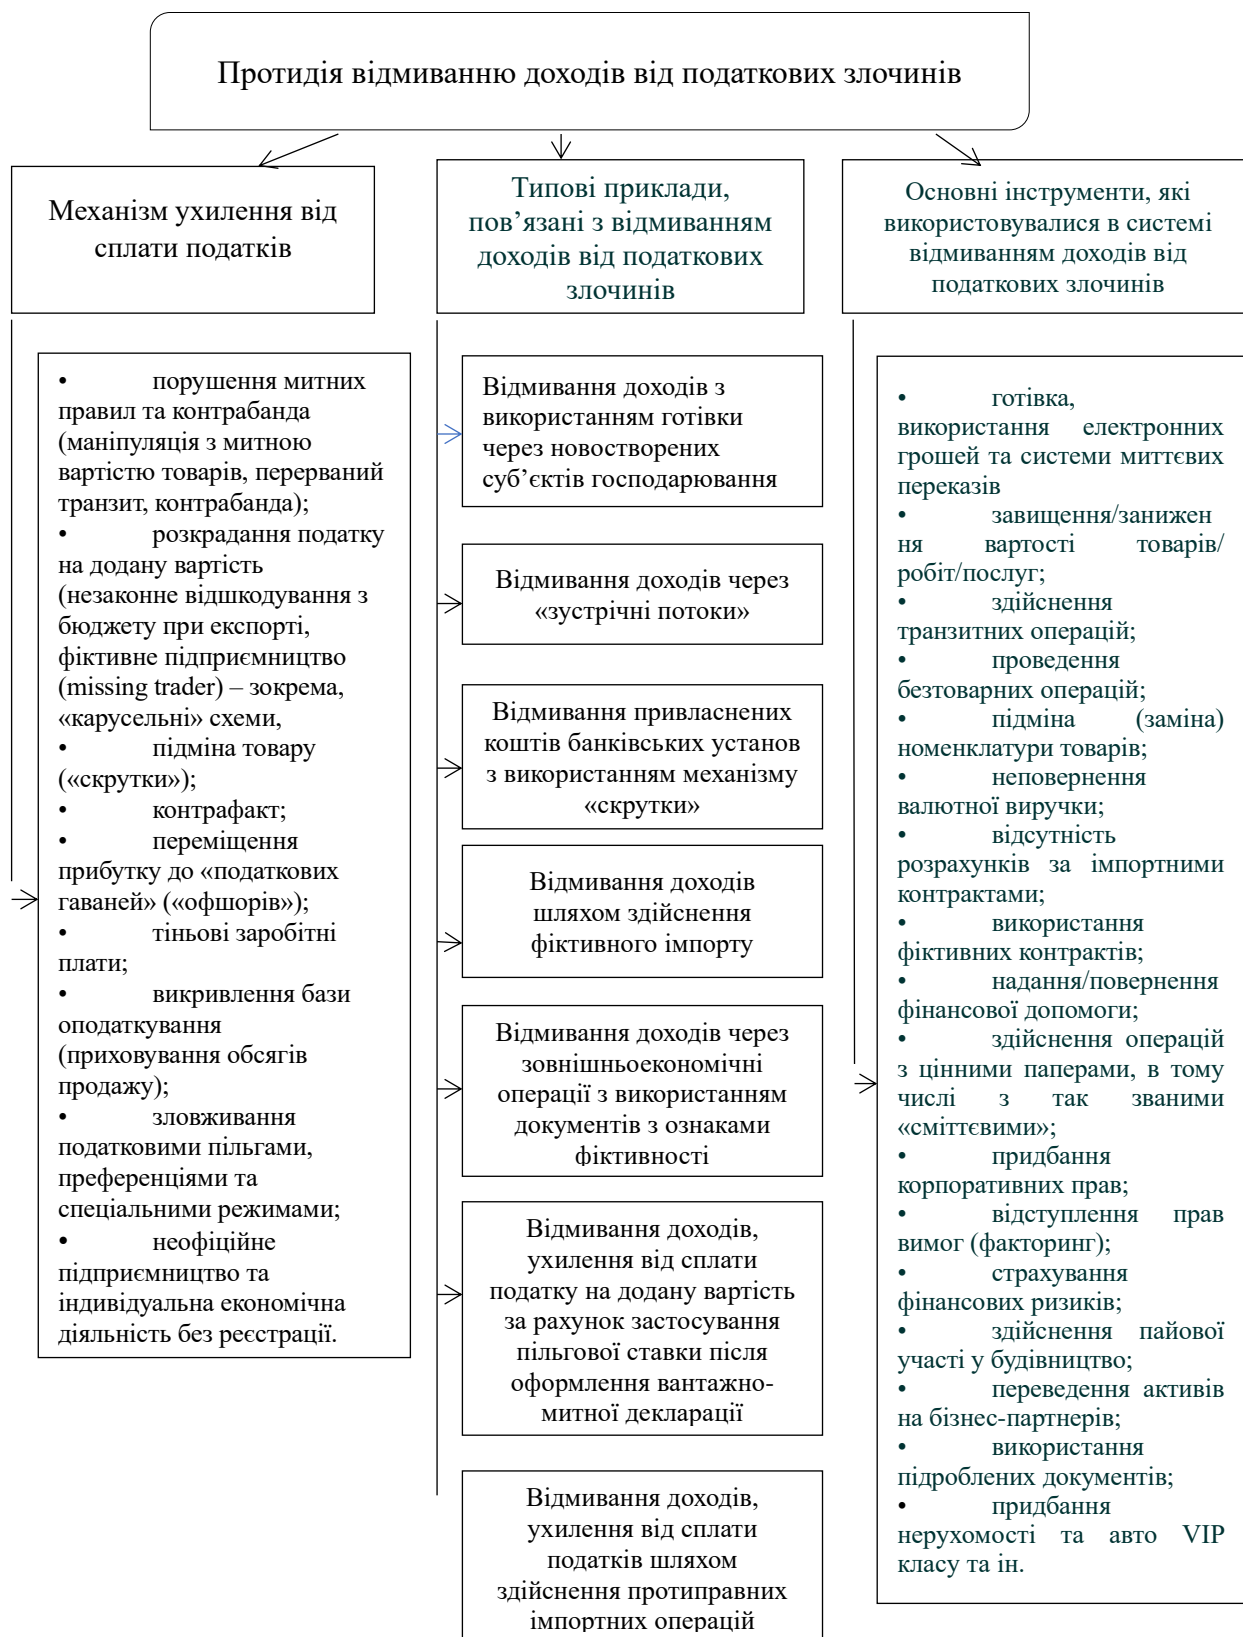 Протидія відмиванню доходів від податкових злочинів
Механізм ухилення від
сплати податків
• порушення митних
правил та контрабанда
(маніпуляція з митною
вартістю товарів, перерваний
транзит, контрабанда);
• розкрадання податку
на додану вартість
(незаконне відшкодування з
бюджету при експорті,
фіктивне підприємництво
(missing trader) – зокрема,
«карусельні» схеми,
• підміна товару
(«скрутки»);
• контрафакт;
• переміщення
прибутку до «податкових
гаваней» («офшорів»);
• тіньові заробітні
плати;
• викривлення бази
оподаткування
(приховування обсягів
продажу);
• зловживання
податковими пільгами,
преференціями та
спеціальними режимами;
• неофіційне
підприємництво та
індивідуальна економічна
діяльність без реєстрації.
Типові приклади,
пов’язані з відмиванням
доходів від податкових
злочинів
Відмивання доходів з
використанням готівки
через новостворених
суб’єктів господарювання
Відмивання доходів через
«зустрічні потоки»
Відмивання привласнених
коштів банківських установ
з використанням механізму
«скрутки»
Відмивання доходів
шляхом здійснення
фіктивного імпорту
Відмивання доходів через
зовнішньоекономічні
операції з використанням
документів з ознаками
фіктивності
Відмивання доходів,
ухилення від сплати
податку на додану вартість
за рахунок застосування
пільгової ставки після
оформлення вантажно-
митної декларації
Відмивання доходів,
ухилення від сплати
податків шляхом
здійснення протиправних
імпортних операцій
Основні інструменти, які
використовувалися в системі
відмиванням доходів від
податкових злочинів
• готівка,
використання електронних
грошей та системи миттєвих
переказів
• завищення/занижен
ня вартості товарів/
робіт/послуг;
• здійснення
транзитних операцій;
• проведення
безтоварних операцій;
• підміна (заміна)
номенклатури товарів;
• неповернення
валютної виручки;
• відсутність
розрахунків за імпортними
контрактами;
• використання
фіктивних контрактів;
• надання/повернення
фінансової допомоги;
• здійснення операцій
з цінними паперами, в тому
числі з так званими
«сміттєвими»;
• придбання
корпоративних прав;
• відступлення прав
вимог (факторинг);
• страхування
фінансових ризиків;
• здійснення пайової
участі у будівництво;
• переведення активів
на бізнес-партнерів;
• використання
підроблених документів;
• придбання
нерухомості та авто VIP
класу та ін.